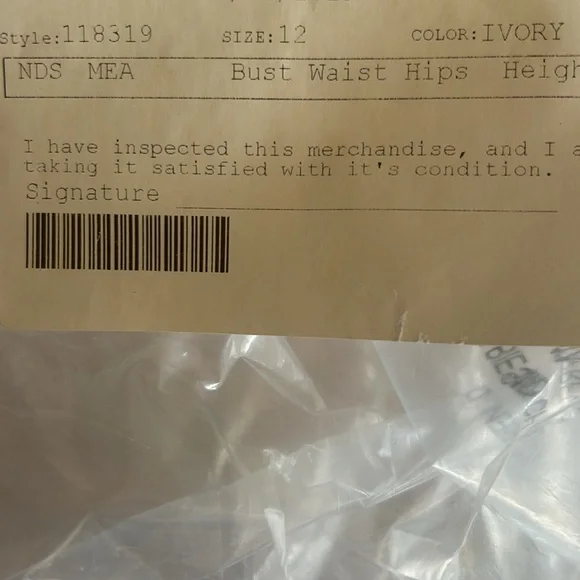 Style:118319 SIZE:12 COLOR:IVORY
NDS MEA Bust Waist Hips Heigh
I have inspected this merchandise, and I a
taking it satisfied with it's condition.
Signature